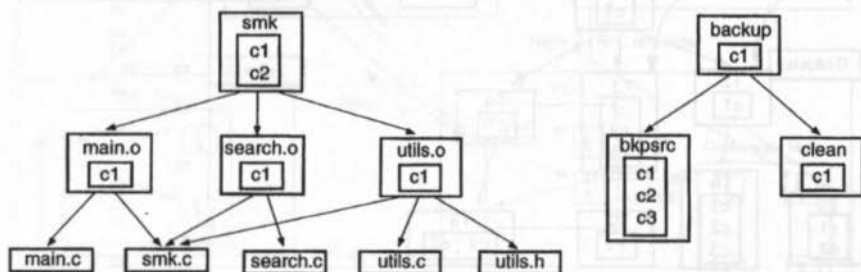 smk
c1
c2
backup
c1
main.o
c1
search.o
c1
utils.o
c1
bkpsrc
c1
c2
c3
clean
c1
main.c
smk.c
search.c
utils.c
utils.h